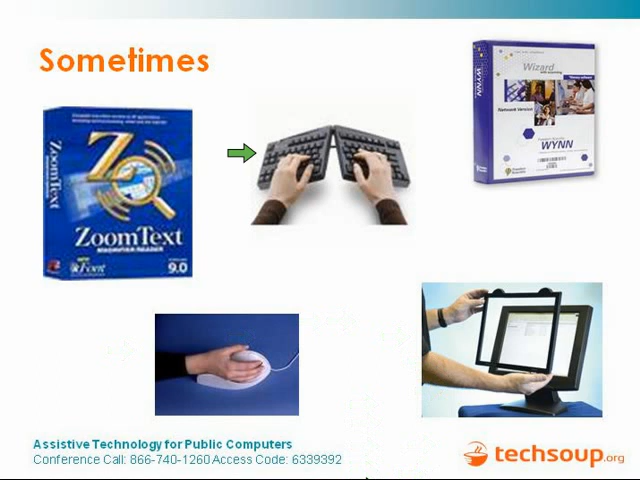 Sometimes
ZoomText
ZoomText
MAGNIFIER/READER
9.0
WYNN
Wizard
Network Version
WYNN
Assistive Technology for Public Computers
Conference Call: 866-740-1260 Access Code: 6339392
techsoup.org